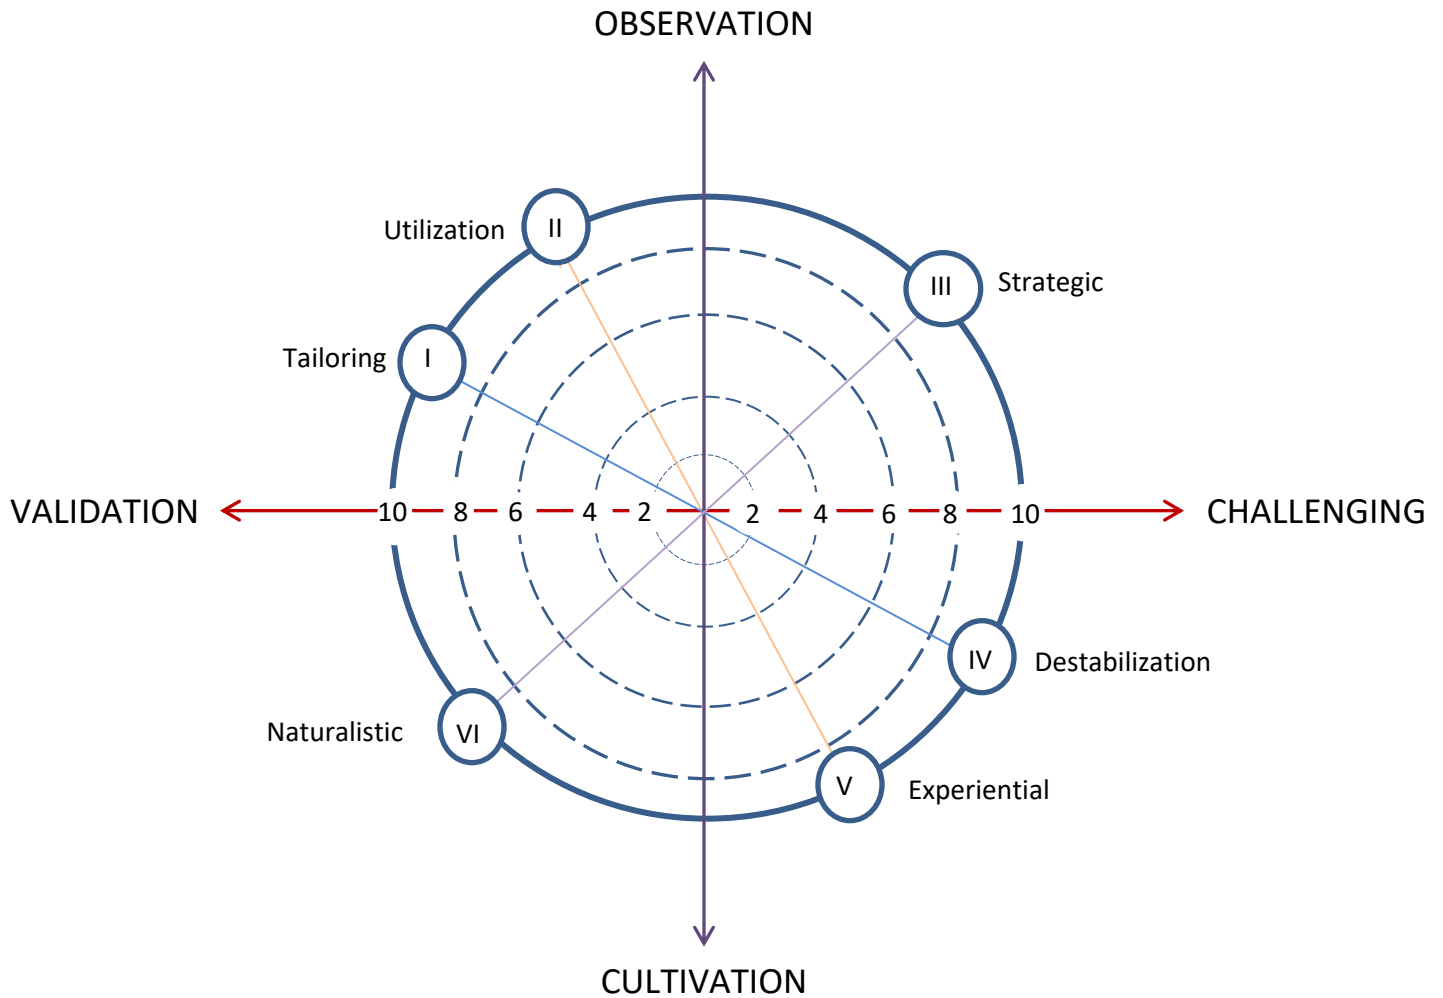 OBSERVATION
Utilization
II
III
Strategic
Tailoring
I
VALIDATION
10 8 6 4 2 2 4 6 8 10
CHALLENGING
IV
Destabilization
Naturalistic
VI
V
Experiential
CULTIVATION